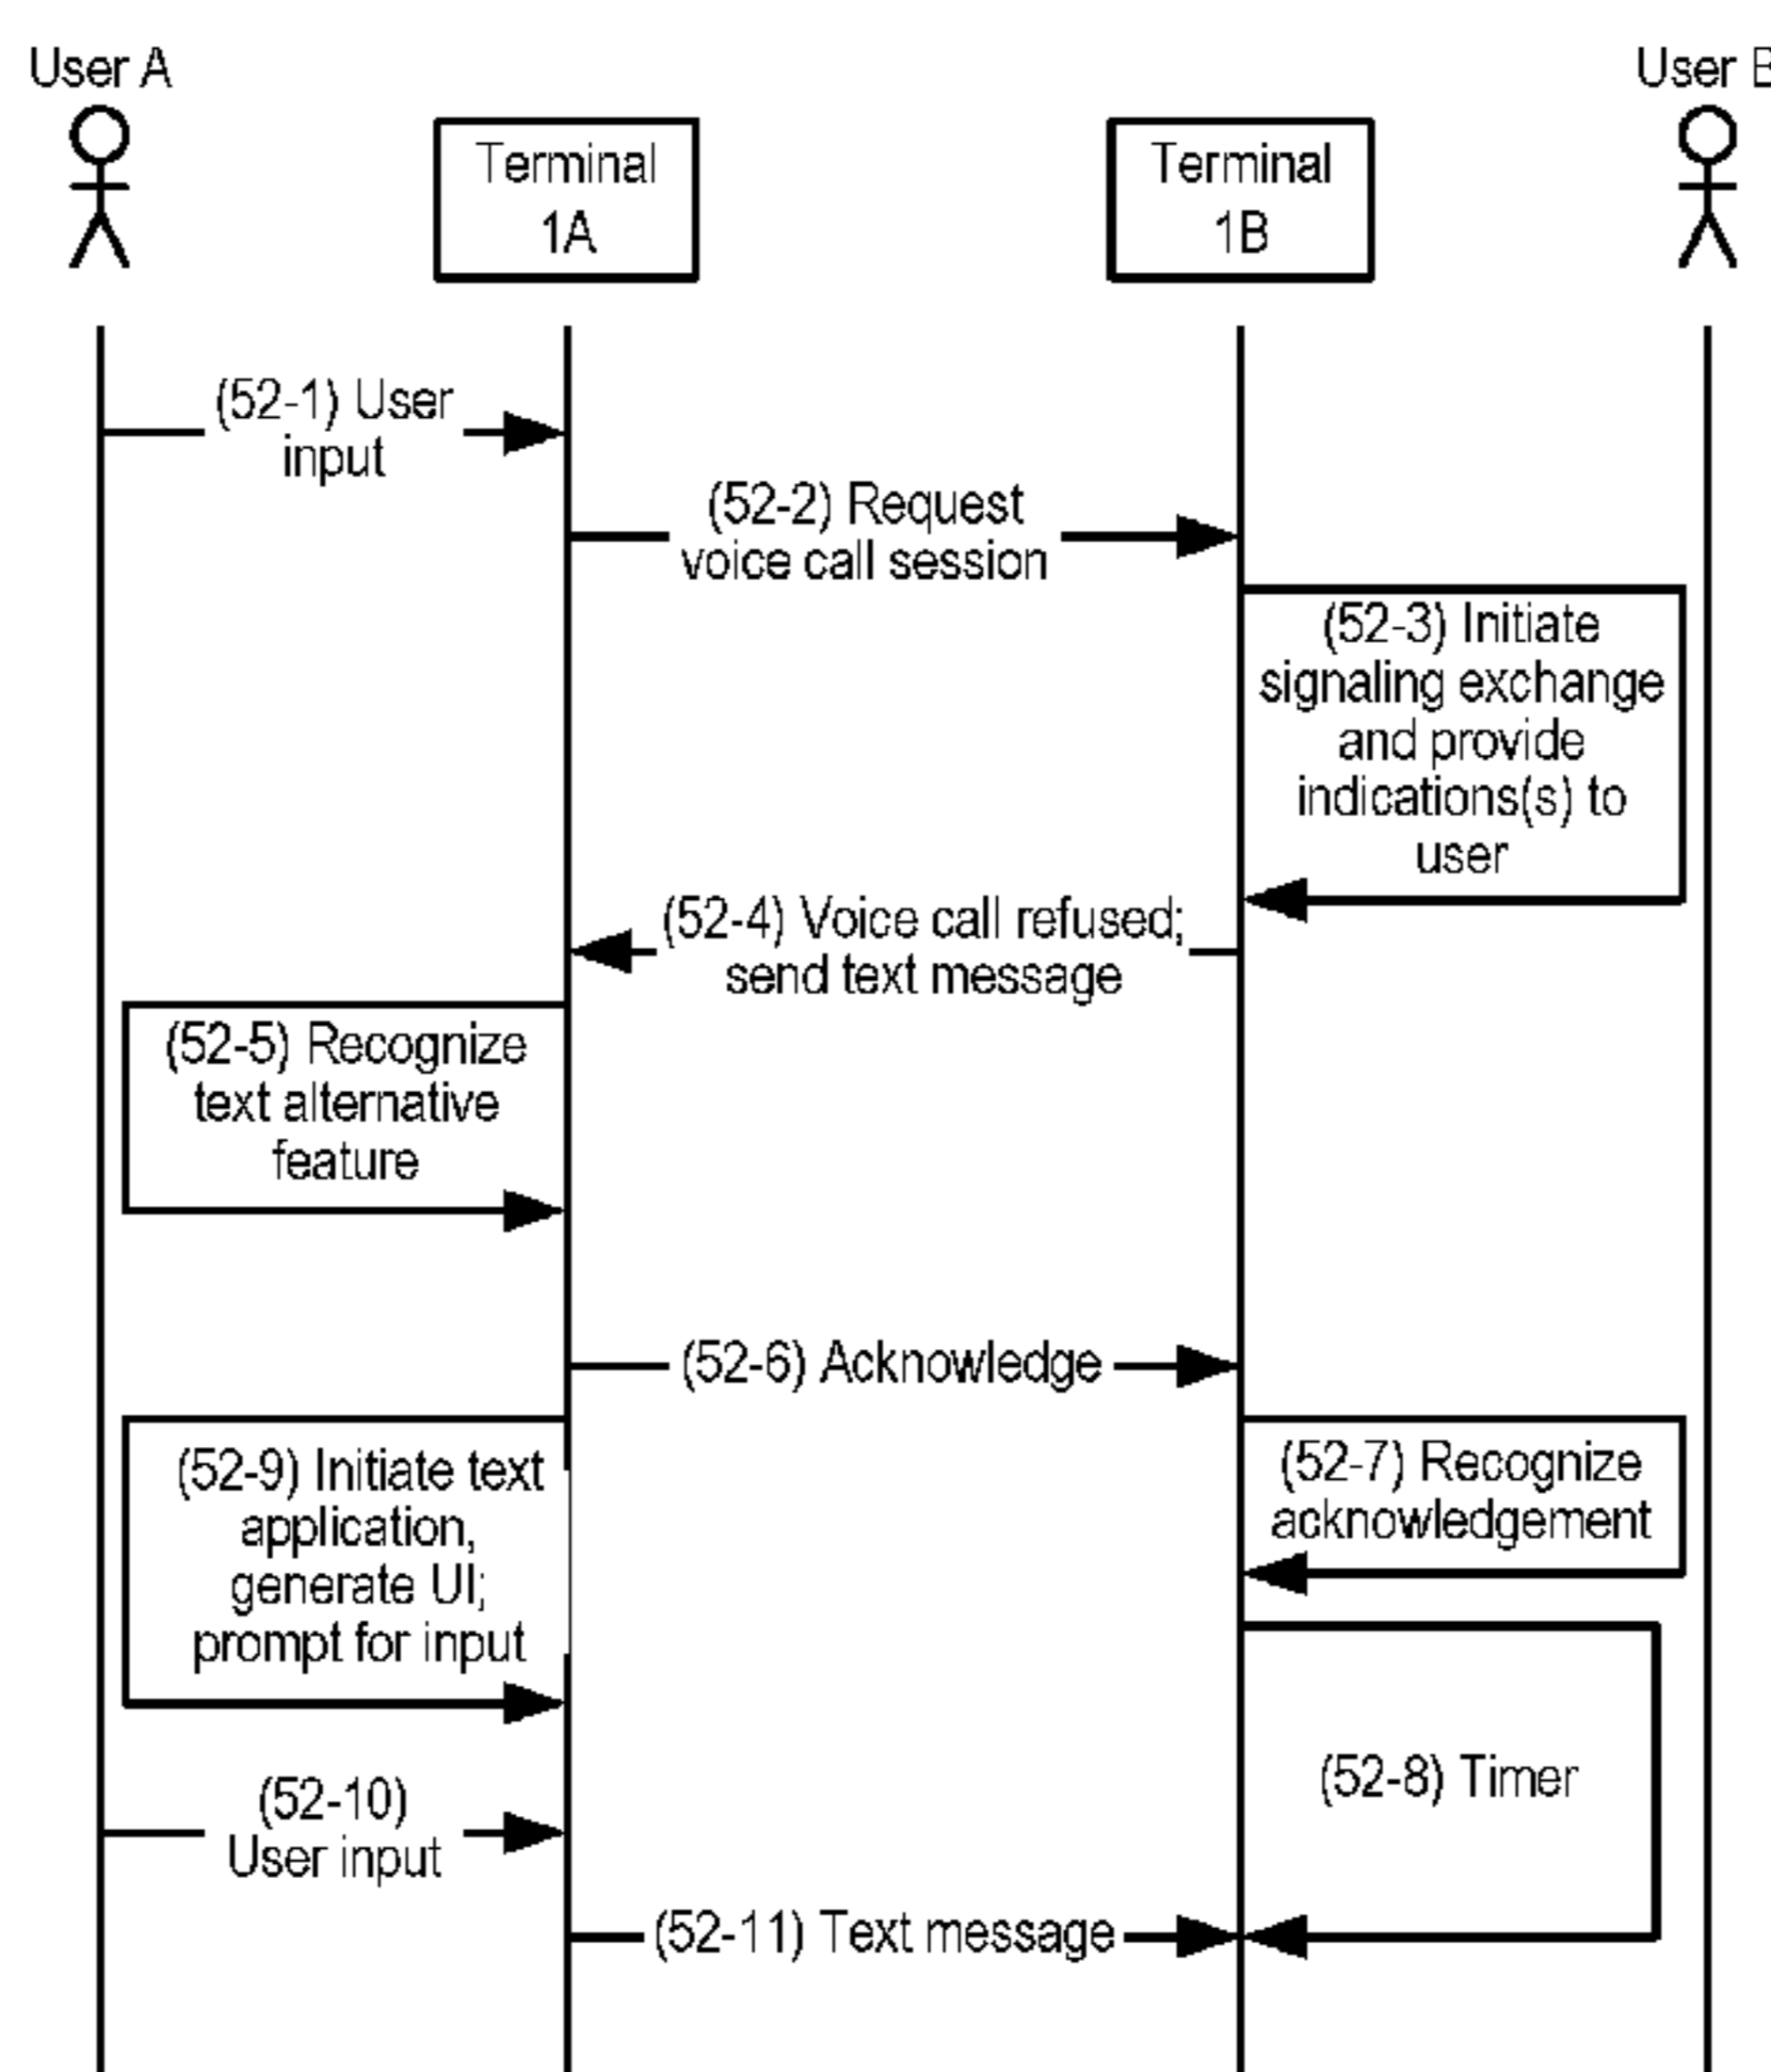 User A
User B
Terminal
1A
Terminal
1B
(52-1) User
input
(52-2) Request
voice call session
(52-3) Initiate
signaling exchange
and provide
indications(s) to
user
(52-4) Voice call refused;
send text message
(52-5) Recognize
text alternative
feature
(52-6) Acknowledge
(52-9) Initiate text
application,
generate UI;
prompt for input
(52-7) Recognize
acknowledgement
(52-8) Timer
(52-10)
User input
(52-11) Text message